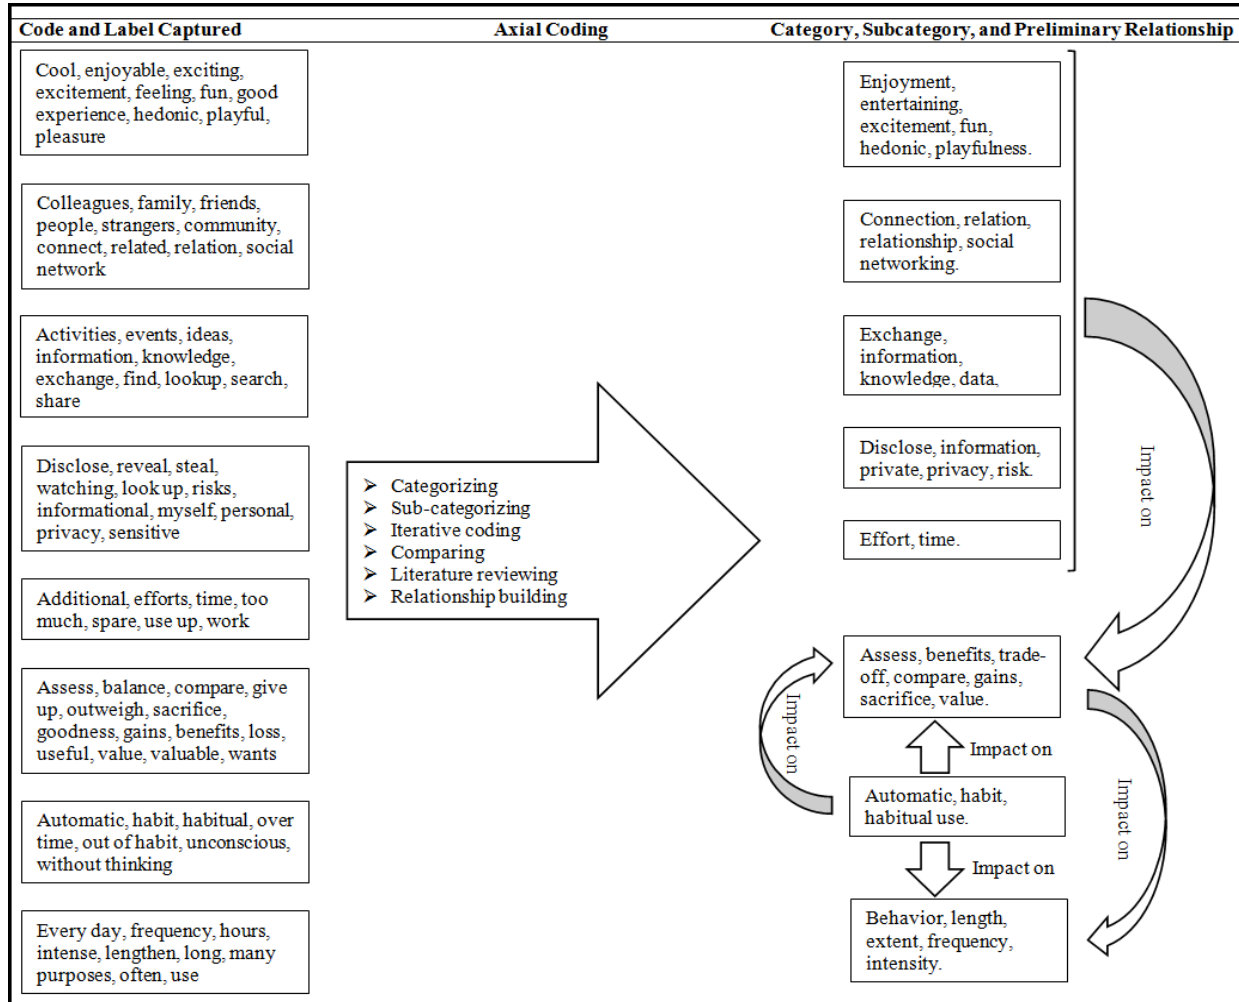 Code and Label Captured
Axial Coding
Category, Subcategory, and Preliminary Relationship
Cool, enjoyable, exciting,
excitement, feeling, fun, good
experience, hedonic, playful,
pleasure
Colleagues, family, friends,
people, strangers, community,
connect, related, relation, social
network
Activities, events, ideas,
information, knowledge,
exchange, find, lookup, search,
share
Disclose, reveal, steal,
watching, look up, risks,
informational, myself, personal,
privacy, sensitive
Additional, efforts, time, too
much, spare, use up, work
Assess, balance, compare, give
up, outweigh, sacrifice,
goodness, gains, benefits, loss,
useful, value, valuable, wants
Automatic, habit, habitual, over
time, out of habit, unconscious,
without thinking
Every day, frequency, hours,
intense, lengthen, long, many
purposes, often, use
➢ Categorizing
➢ Sub-categorizing
➢ Iterative coding
➢ Comparing
➢ Literature reviewing
➢ Relationship building
Enjoyment,
entertaining,
excitement, fun,
hedonic, playfulness.
Connection, relation,
relationship, social
networking.
Exchange,
information,
knowledge, data,
Disclose, information,
private, privacy, risk.
Effort, time.
Impact on
Assess, benefits, trade-
off, compare, gains,
sacrifice, value.
Impact on
Impact on
Automatic, habit,
habitual use.
Impact on
Impact on
Behavior, length,
extent, frequency,
intensity.